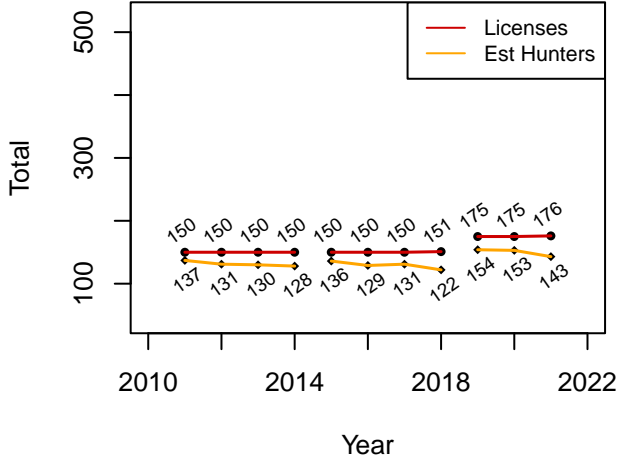 Licenses
Est Hunters
Total
500
300
100
150 150 150 150 150 150 150 151 175 175 176
137 131 130 128 136 129 131 122 154 153 143
2010 2014 2018 2022
Year